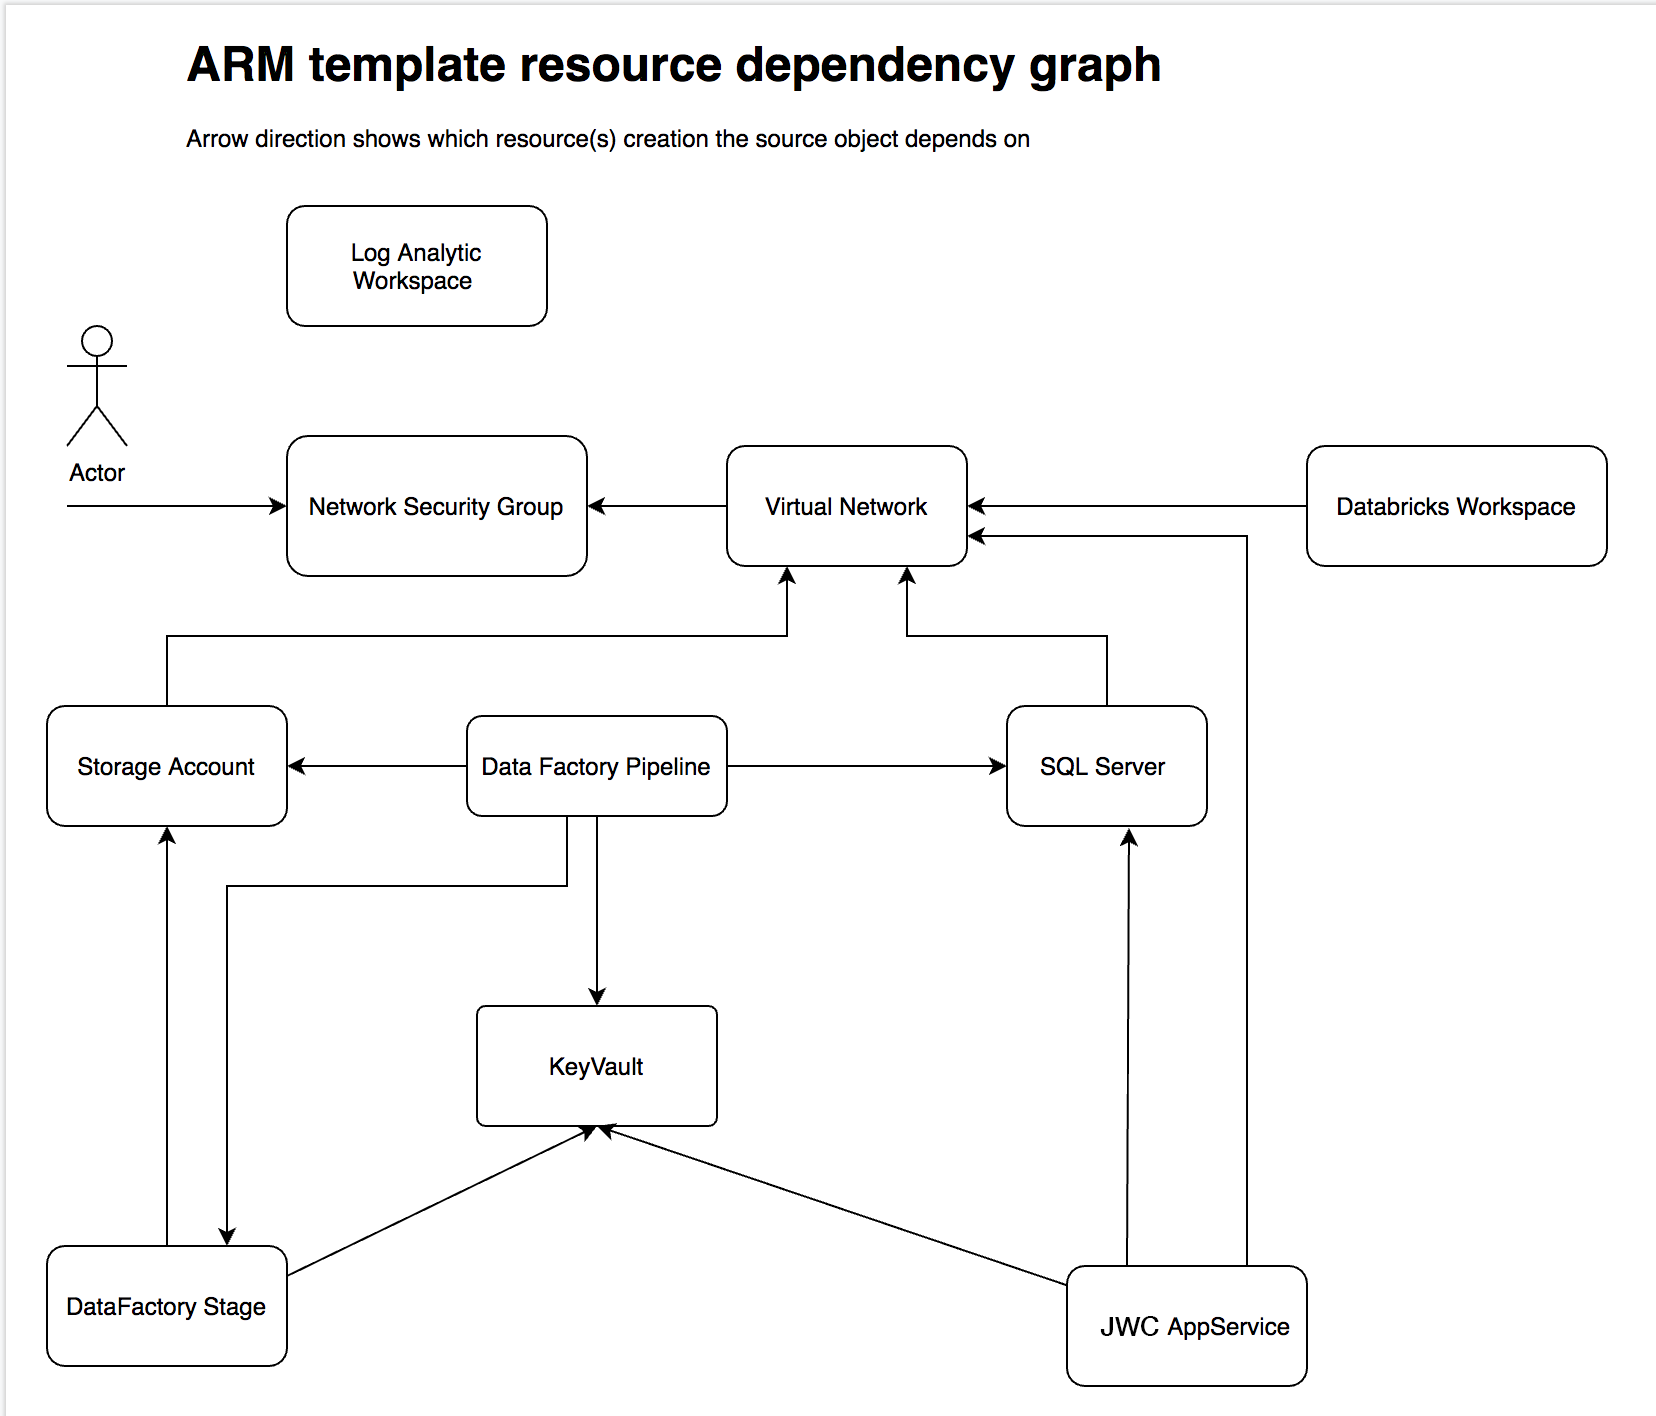 ARM template resource dependency graph
Arrow direction shows which resource(s) creation the source object depends on
Log Analytic
Workspace
Actor
Network Security Group
Virtual Network
Databricks Workspace
Storage Account
Data Factory Pipeline
SQL Server
KeyVault
DataFactory Stage
JWC AppService